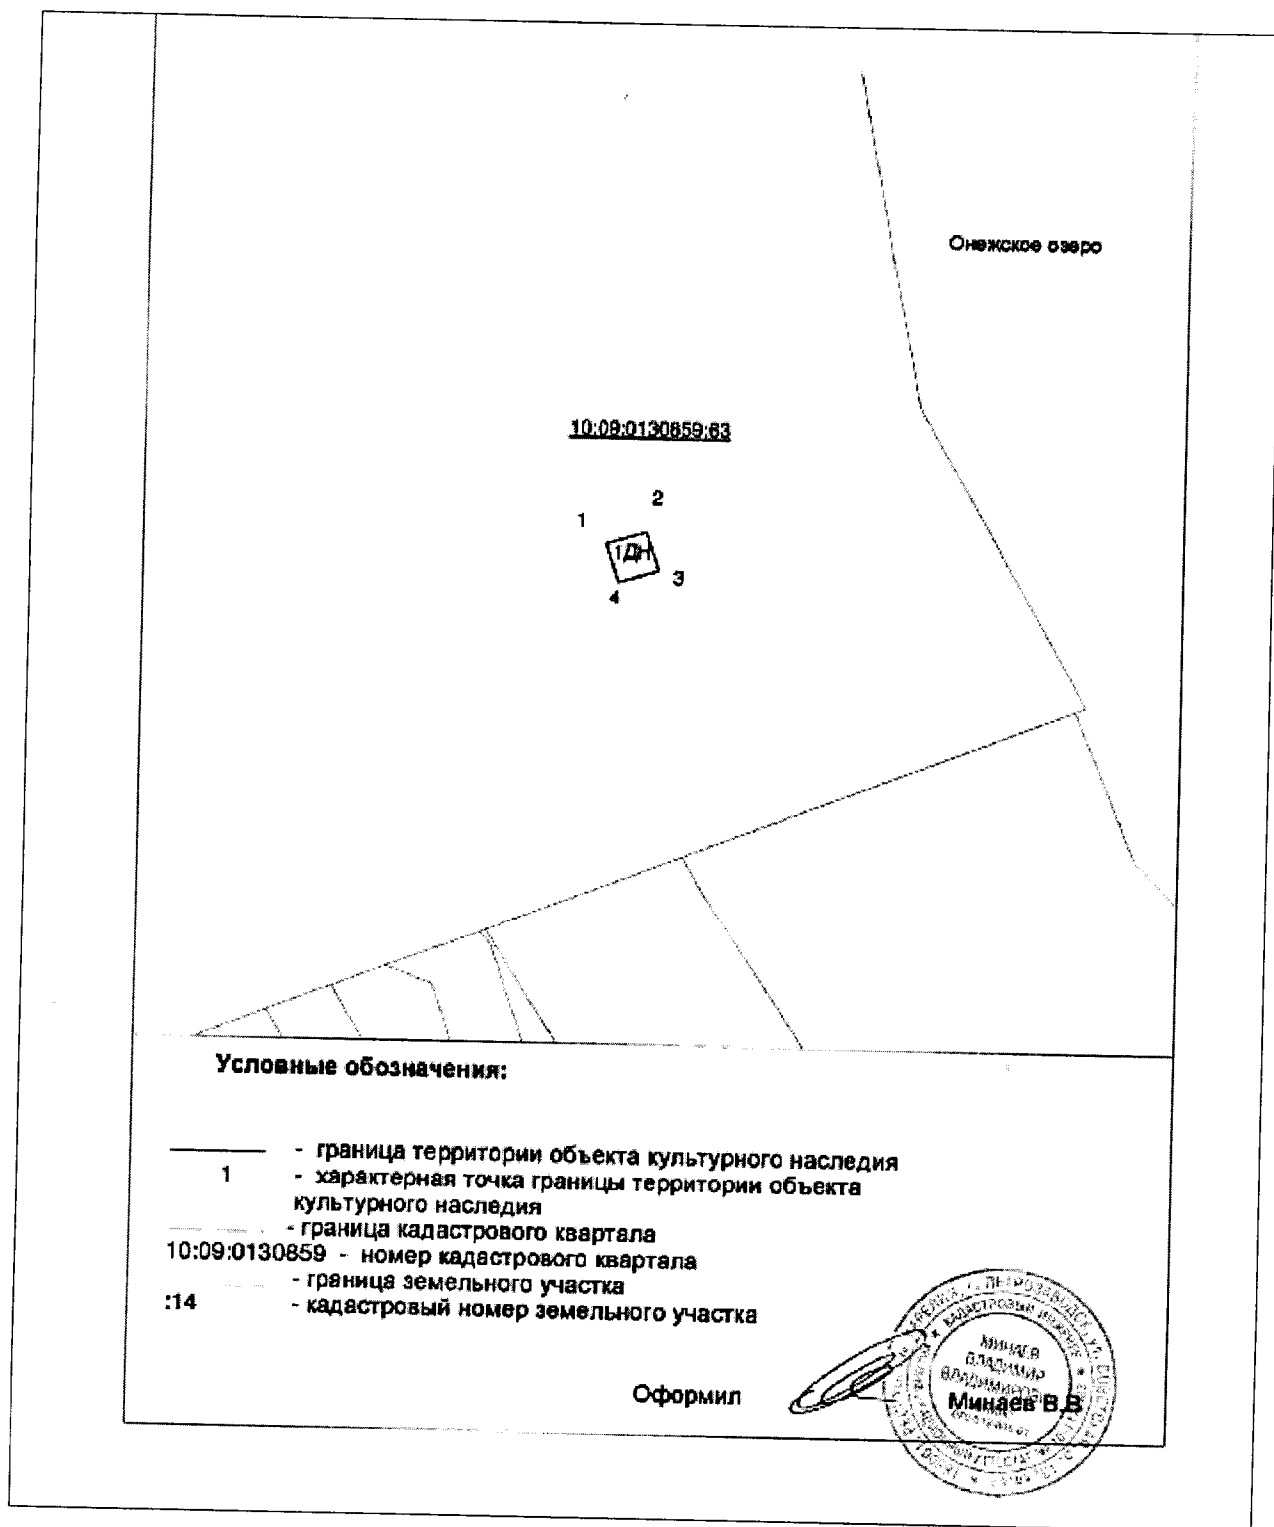 Онежское озеро
10:09:0130859:63
2
1
1ДН
3
4
Условные обозначения:
- граница территории объекта культурного наследия
1 - характерная точка границы территории объекта
культурного наследия
- граница кадастрового квартала
10:09:0130859 - номер кадастрового квартала
- граница земельного участка
:14 - кадастровый номер земельного участка
Оформил Минаев В.В
КАДАСТРОВЫЙ ИНЖЕНЕР
МИНАЕВ
ВЛАДИМИР